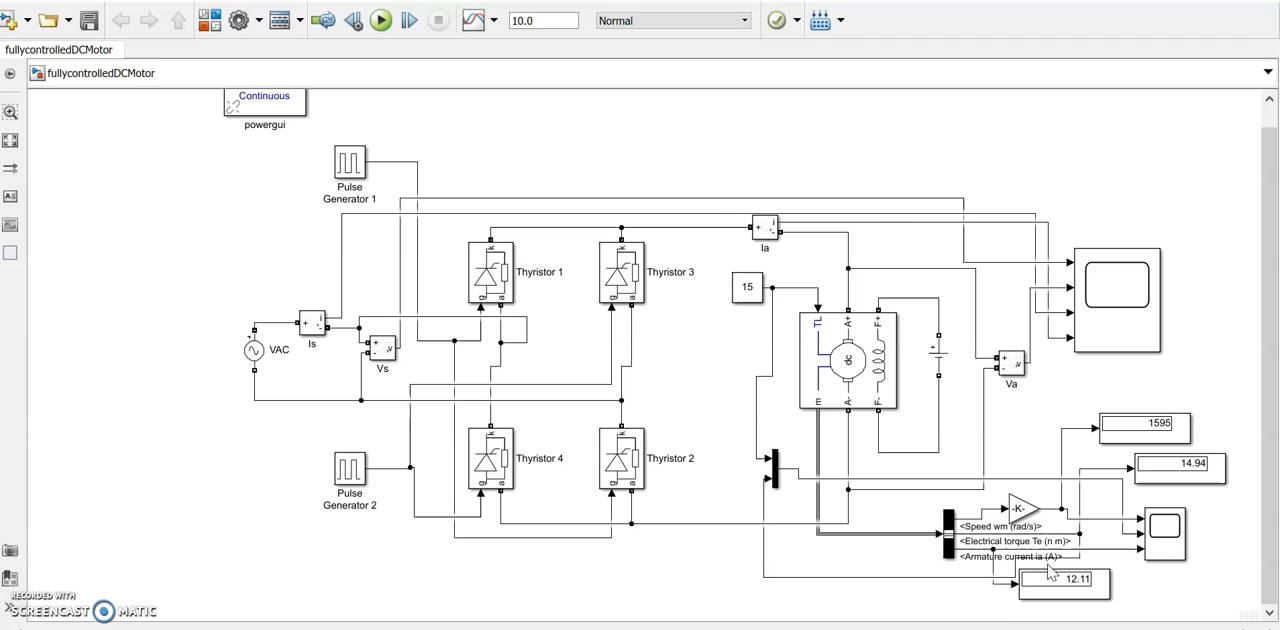 10.0
Normal
fullycontrolledDCMotor
fullycontrolledDCMotor
Continuous
powergui
Pulse
Generator 1
i
+
-
Ia
k
k
Thyristor 1
Thyristor 3
g
a
g
a
15
TL
A+
F+
dc
m
A-
F-
+
VAC
+
i
-
Is
+
-
v
Vs
+
-
v
Va
1595
14.94
k
k
Thyristor 4
Thyristor 2
g
a
g
a
Pulse
Generator 2
-K-
<Speed wm (rad/s)>
<Electrical torque Te (n m)>
<Armature current ia (A)>
12.11
RECORDED WITH
SCREENCAST MATIC